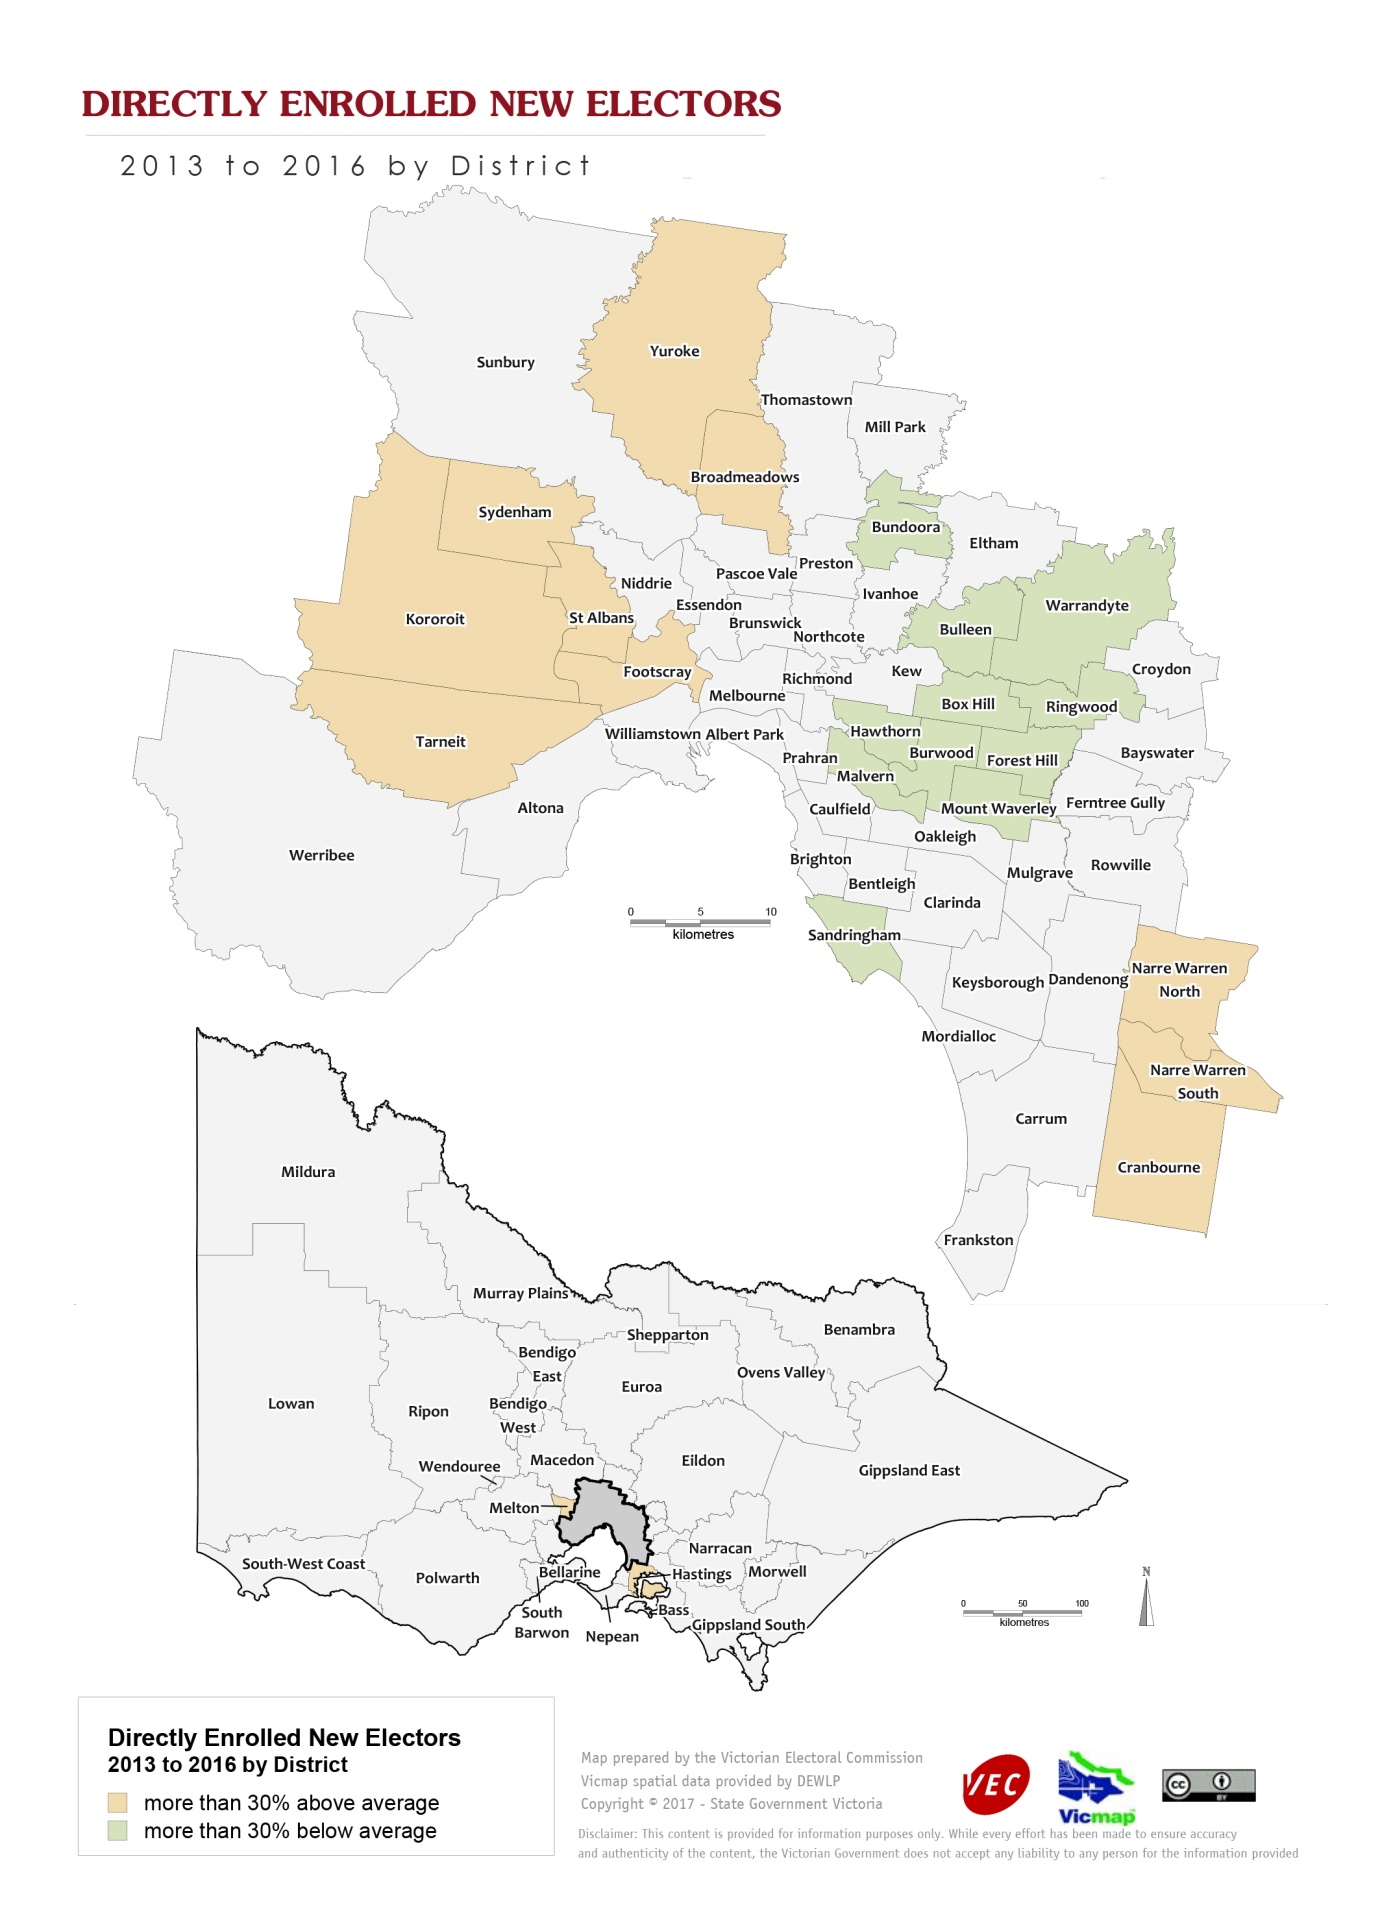 DIRECTLY ENROLLED NEW ELECTORS
2013 to 2016 by District
Yuroke
Sunbury
Thomastown
Mill Park
Broadmeadows
Sydenham
Bundoora
Eltham
Preston
Pascoe Vale
Niddrie
Ivanhoe
Essendon
Warrandyte
Kororoit
St Albans
Brunswick
Bulleen
Northcote
Footscray
Kew
Croydon
Richmond
Melbourne
Box Hill
Ringwood
Tarneit
Williamstown
Albert Park
Hawthorn
Burwood
Bayswater
Prahran
Forest Hill
Malvern
Altona
Caulfield
Mount Waverley
Ferntree Gully
Oakleigh
Werribee
Brighton
Rowville
Mulgrave
Bentleigh
Clarinda
0 5 10
kilometres
Sandringham
Narre Warren
North
Keysborough
Dandenong
Mordialloc
Narre Warren
South
Carrum
Cranbourne
Mildura
Frankston
Murray Plains
Shepparton
Benambra
Bendigo
East
Ovens Valley
Euroa
Lowan
Ripon
Bendigo
West
Macedon
Eildon
Wendouree
Gippsland East
Melton
Narracan
South-West Coast
Polwarth
Bellarine
Hastings
Morwell
N
South
Barwon
Nepean
Bass
Gippsland South
0 50 100
kilometres
Directly Enrolled New Electors
2013 to 2016 by District
more than 30% above average
more than 30% below average
Map prepared by the Victorian Electoral Commission
Vicmap spatial data provided by DEWLP
Copyright © 2017 - State Government Victoria
VEC
Vicmap
cc
BY
Disclaimer: This content is provided for information purposes only. While every effort has been made to ensure accuracy
and authenticity of the content, the Victorian Government does not accept any liability to any person for the information provided